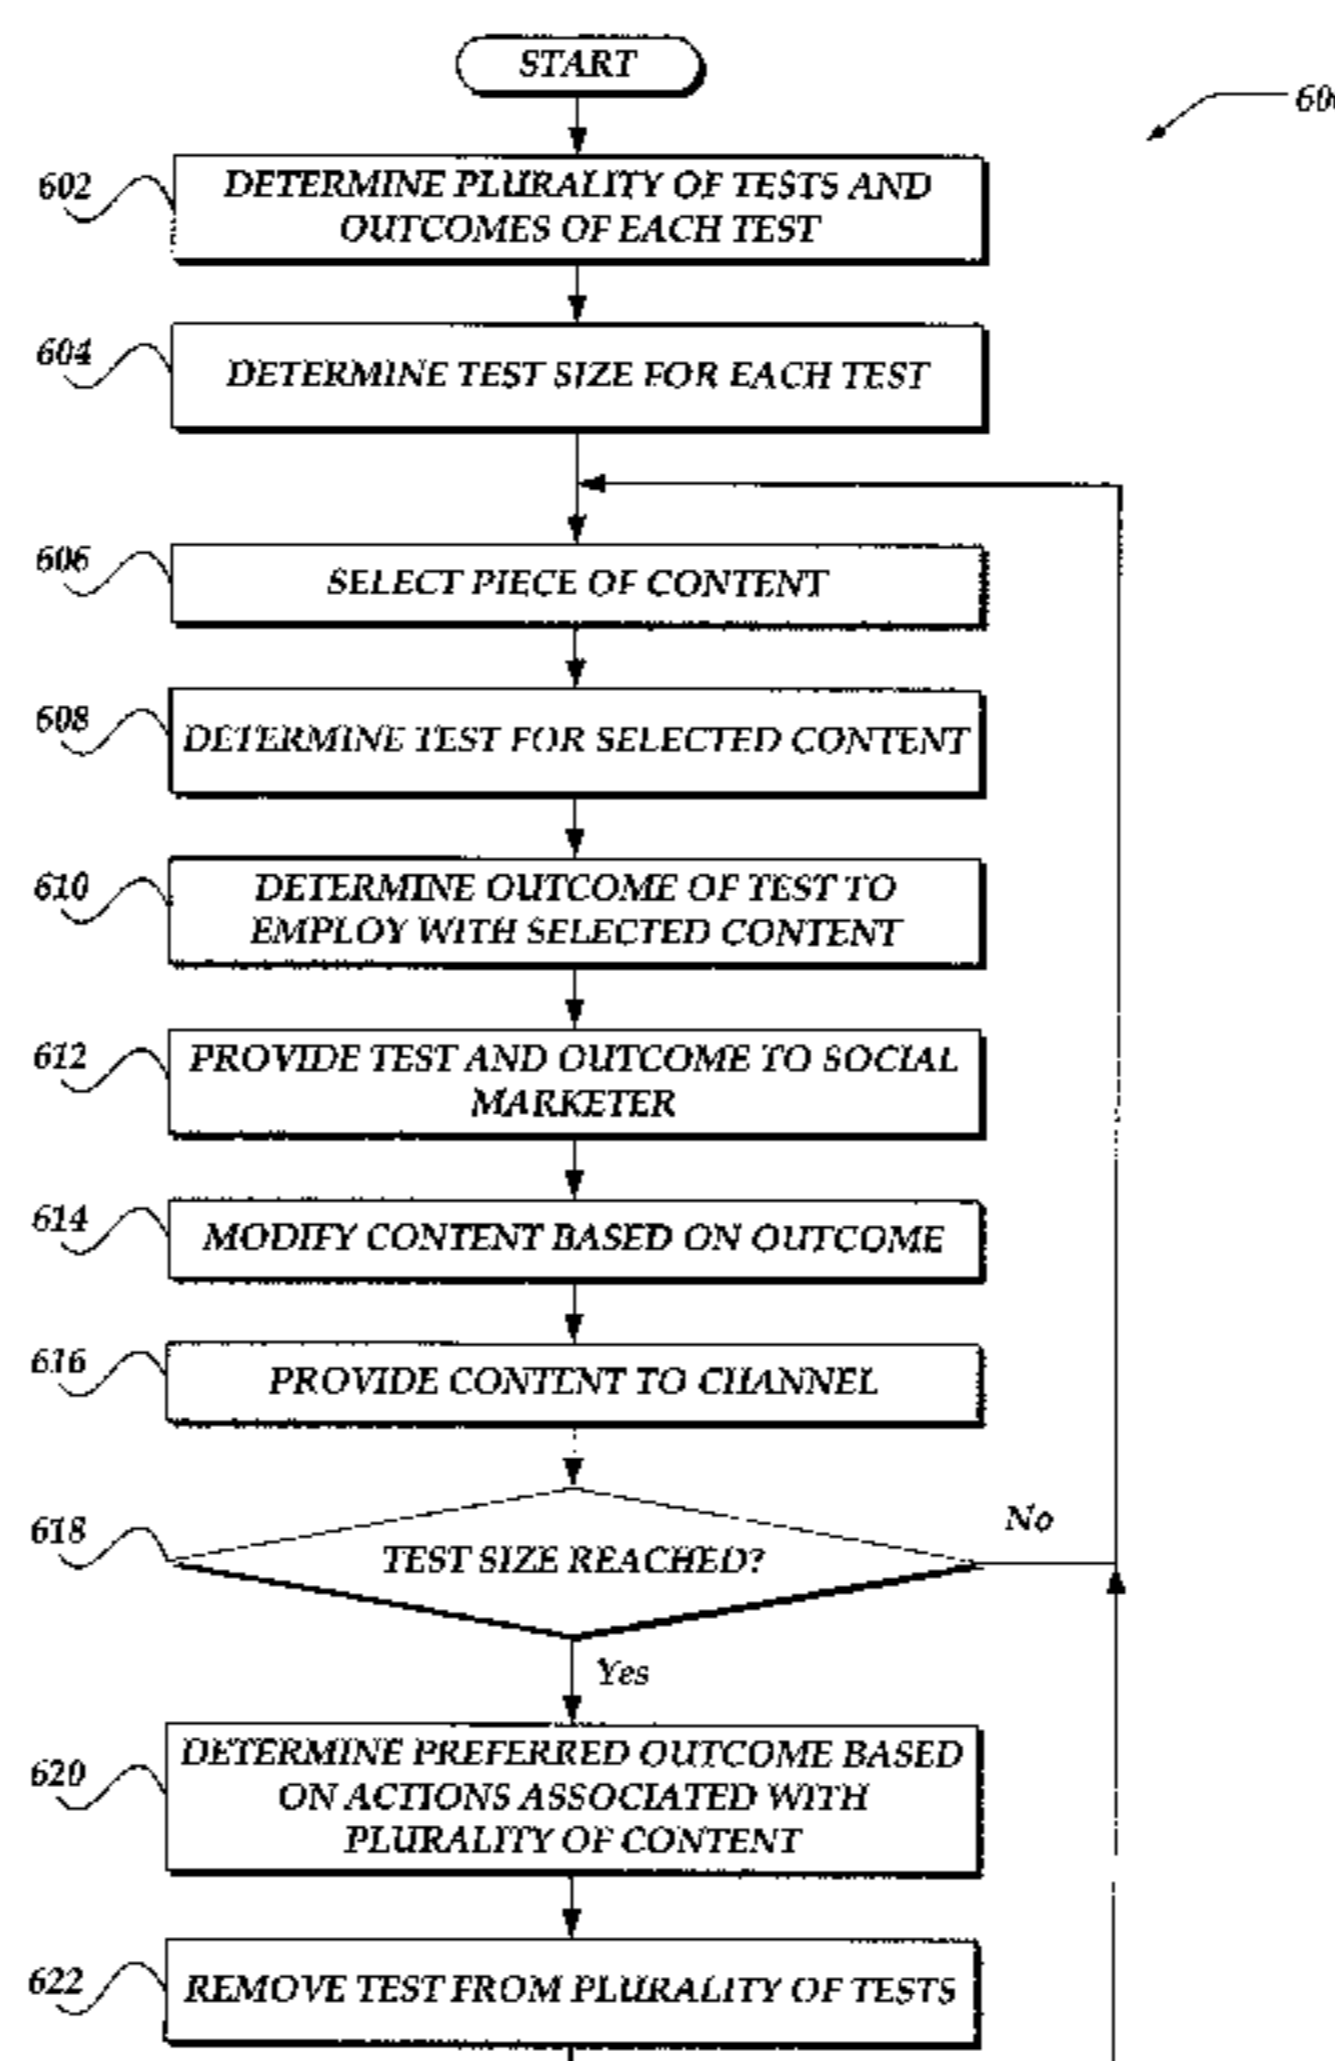 START
602
DETERMINE PLURALITY OF TESTS AND
OUTCOMES OF EACH TEST
604
DETERMINE TEST SIZE FOR EACH TEST
606
SELECT PIECE OF CONTENT
608
DETERMINE TEST FOR SELECTED CONTENT
610
DETERMINE OUTCOME OF TEST TO
EMPLOY WITH SELECTED CONTENT
612
PROVIDE TEST AND OUTCOME TO SOCIAL
MARKETER
614
MODIFY CONTENT BASED ON OUTCOME
616
PROVIDE CONTENT TO CHANNEL
618
TEST SIZE REACHED?
No
Yes
620
DETERMINE PREFERRED OUTCOME BASED
ON ACTIONS ASSOCIATED WITH
PLURALITY OF CONTENT
622
REMOVE TEST FROM PLURALITY OF TESTS